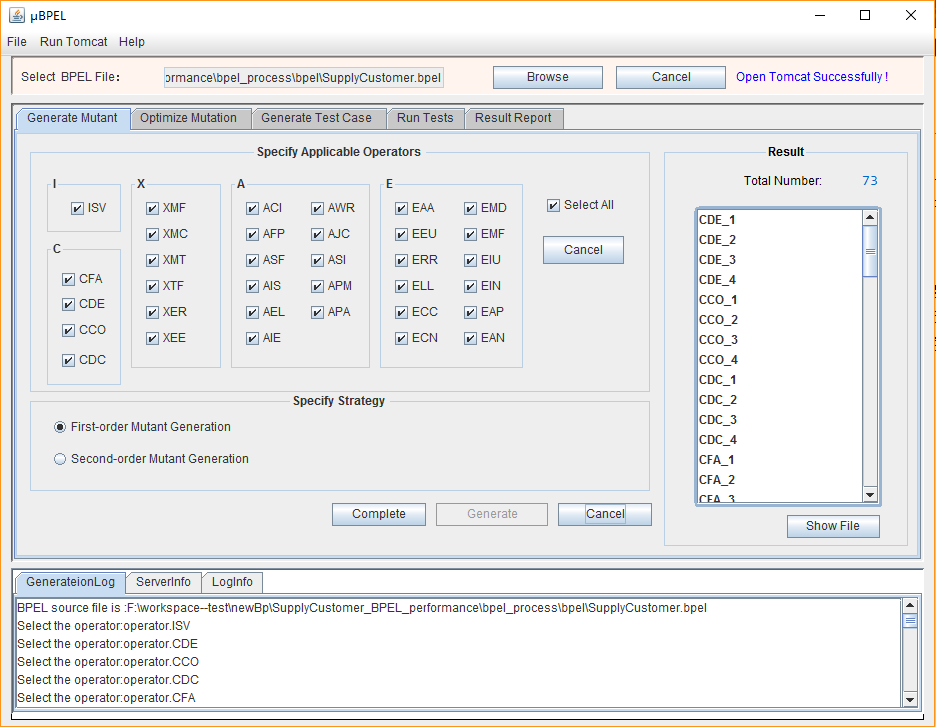 µBPEL
File Run Tomcat Help
Select BPEL File: ormance\bpel_process\bpel\SupplyCustomer.bpel Browse Cancel Open Tomcat Successfully !
Generate Mutant Optimize Mutation Generate Test Case Run Tests Result Report
Specify Applicable Operators
I
ISV
C
CFA
CDE
CCO
CDC
X
XMF
XMC
XMT
XTF
XER
XEE
A
ACI AWR
AFP AJC
ASF ASI
AIS APM
AEL APA
AIE
E
EAA EMD
EEU EMF
ERR EIU
ELL EIN
ECC EAP
ECN EAN
Select All
Cancel
Specify Strategy
First-order Mutant Generation
Second-order Mutant Generation
Complete Generate Cancel
Result
Total Number: 73
CDE_1
CDE_2
CDE_3
CDE_4
CCO_1
CCO_2
CCO_3
CCO_4
CDC_1
CDC_2
CDC_3
CDC_4
CFA_1
CFA_2
CFA_3
Show File
GenerateionLog ServerInfo LogInfo
BPEL source file is :F:\workspace--test\newBp\SupplyCustomer_BPEL_performance\bpel_process\bpel\SupplyCustomer.bpel
Select the operator:operator.ISV
Select the operator:operator.CDE
Select the operator:operator.CCO
Select the operator:operator.CDC
Select the operator:operator.CFA